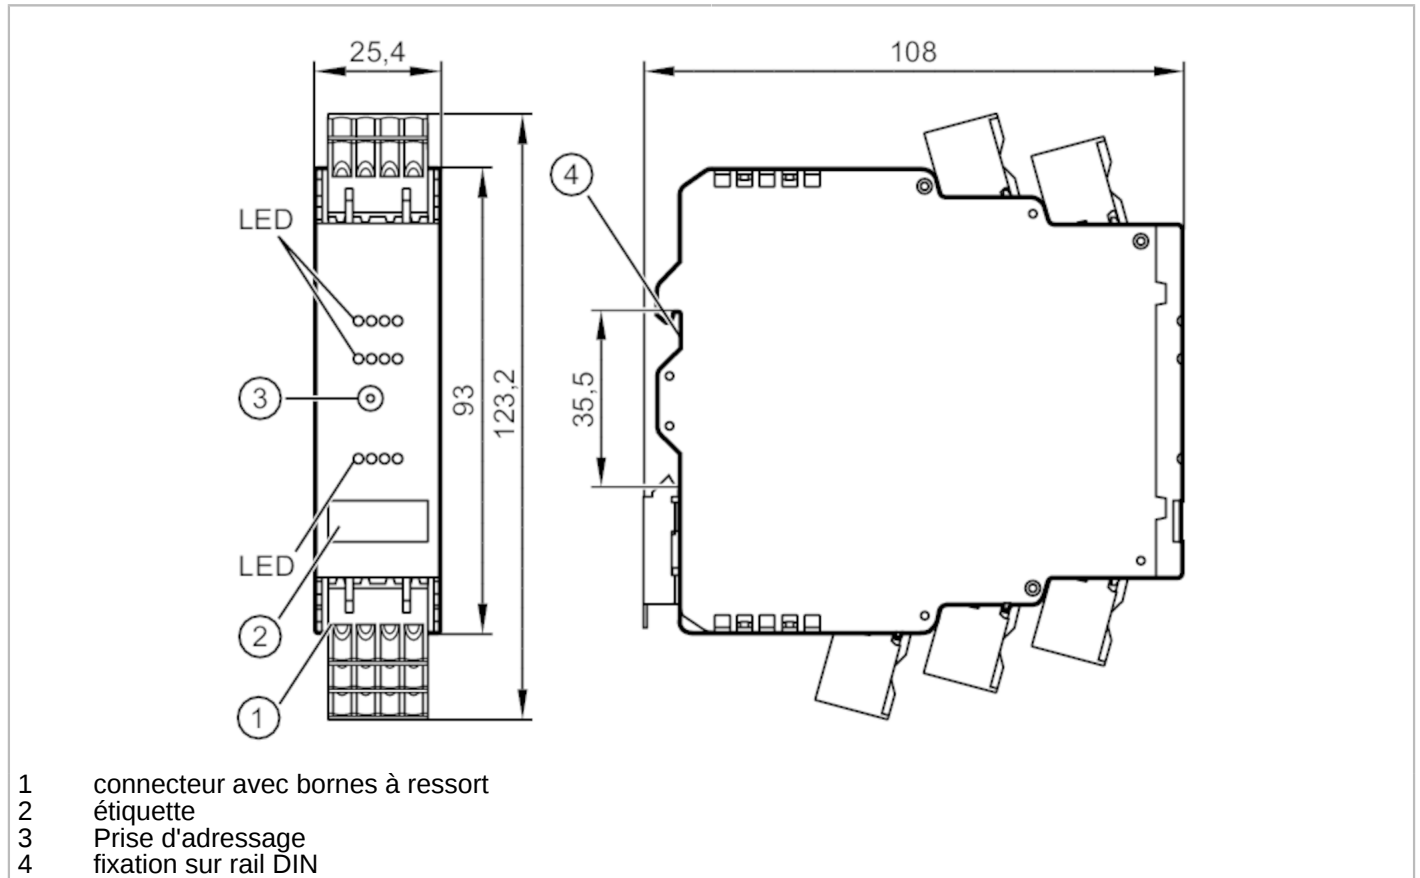 25,4
108
4
LED
3
93
123,2
35,5
LED
2
1
1 connecteur avec bornes à ressort
2 étiquette
3 Prise d'adressage
4 fixation sur rail DIN